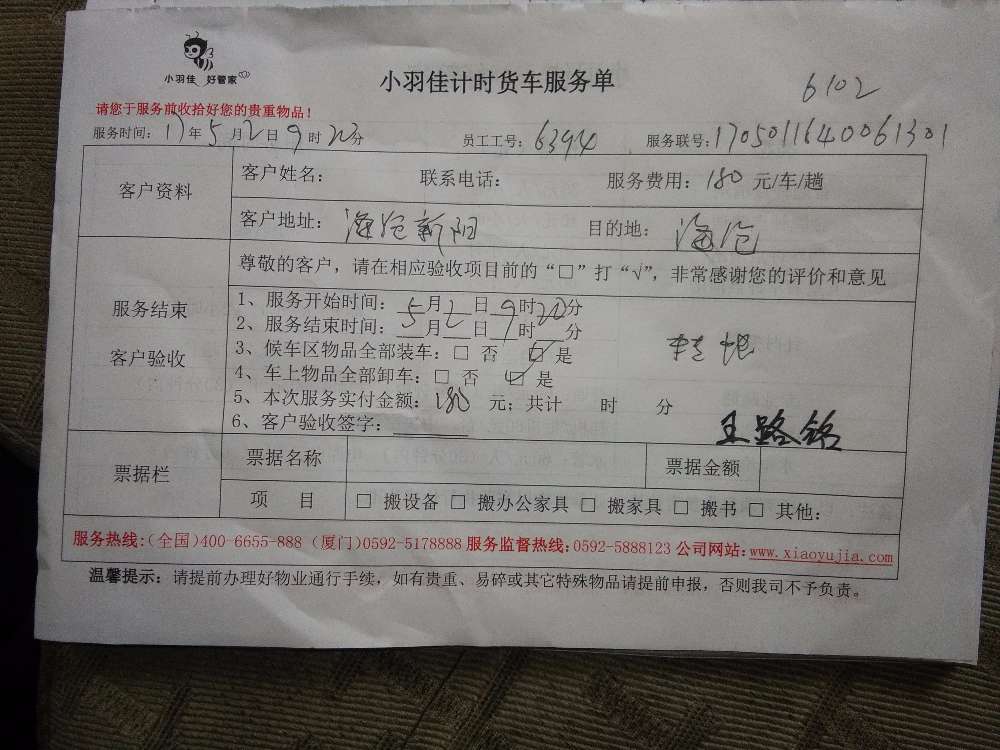 小羽佳 好管家
小羽佳计时货车服务单
6102
请您于服务前收拾好您的贵重物品！
服务时间：17年5月2日9时20分 员工工号：6394 服务联号：1705011640061301
客户资料
客户姓名： 联系电话： 服务费用：180元/车/趟
客户地址：海沧新阳 目的地：海沧
服务结束
客户验收
尊敬的客户，请在相应验收项目前的“□”打“√”，非常感谢您的评价和意见
1、服务开始时间：5月2日9时20分
2、服务结束时间：5月2日9时 分
3、候车区物品全部装车：□ 否 ☑ 是
4、车上物品全部卸车：□ 否 ☑ 是
5、本次服务实付金额：180 元；共计 时 分
6、客户验收签字：
王路铭
票据栏
票据名称 票据金额
项 目 □ 搬设备 □ 搬办公家具 □ 搬家具 □ 搬书 □ 其他：
服务热线：（全国）400-6655-888（厦门）0592-5178888 服务监督热线：0592-5888123 公司网站：www.xiaoyujia.com
温馨提示：请提前办理好物业通行手续，如有贵重、易碎或其它特殊物品请提前申报，否则我司不予负责。